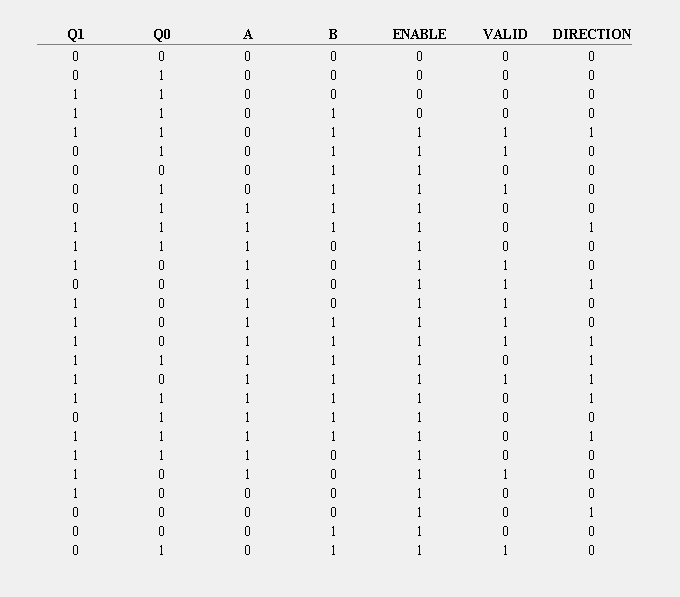 Q1 Q0 A B ENABLE VALID DIRECTION
0 0 0 0 0 0 0
0 1 0 0 0 0 0
1 1 0 0 0 0 0
1 1 0 1 0 0 0
1 1 0 1 1 1 1
0 1 0 1 1 1 0
0 0 0 1 1 0 0
0 1 0 1 1 1 0
0 1 1 1 1 0 0
1 1 1 1 1 0 1
1 1 1 0 1 0 0
1 0 1 0 1 1 0
0 0 1 0 1 1 1
1 0 1 0 1 1 0
1 0 1 1 1 1 0
1 0 1 1 1 1 1
1 1 1 1 1 0 1
1 0 1 1 1 1 1
1 1 1 1 1 0 1
0 1 1 1 1 0 0
1 1 1 1 1 0 1
1 1 1 0 1 0 0
1 0 1 0 1 1 0
1 0 0 0 1 0 0
0 0 0 0 1 0 1
0 0 0 1 1 0 0
0 1 0 1 1 1 0